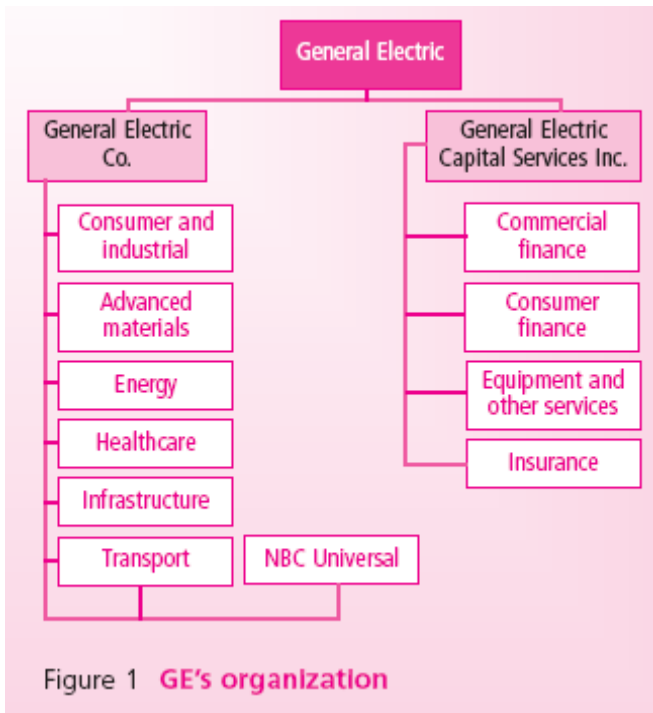 General Electric
General Electric
Co.
General Electric
Capital Services Inc.
Consumer and
industrial
Advanced
materials
Energy
Healthcare
Infrastructure
Transport
NBC Universal
Commercial
finance
Consumer
finance
Equipment and
other services
Insurance
Figure 1 GE's organization